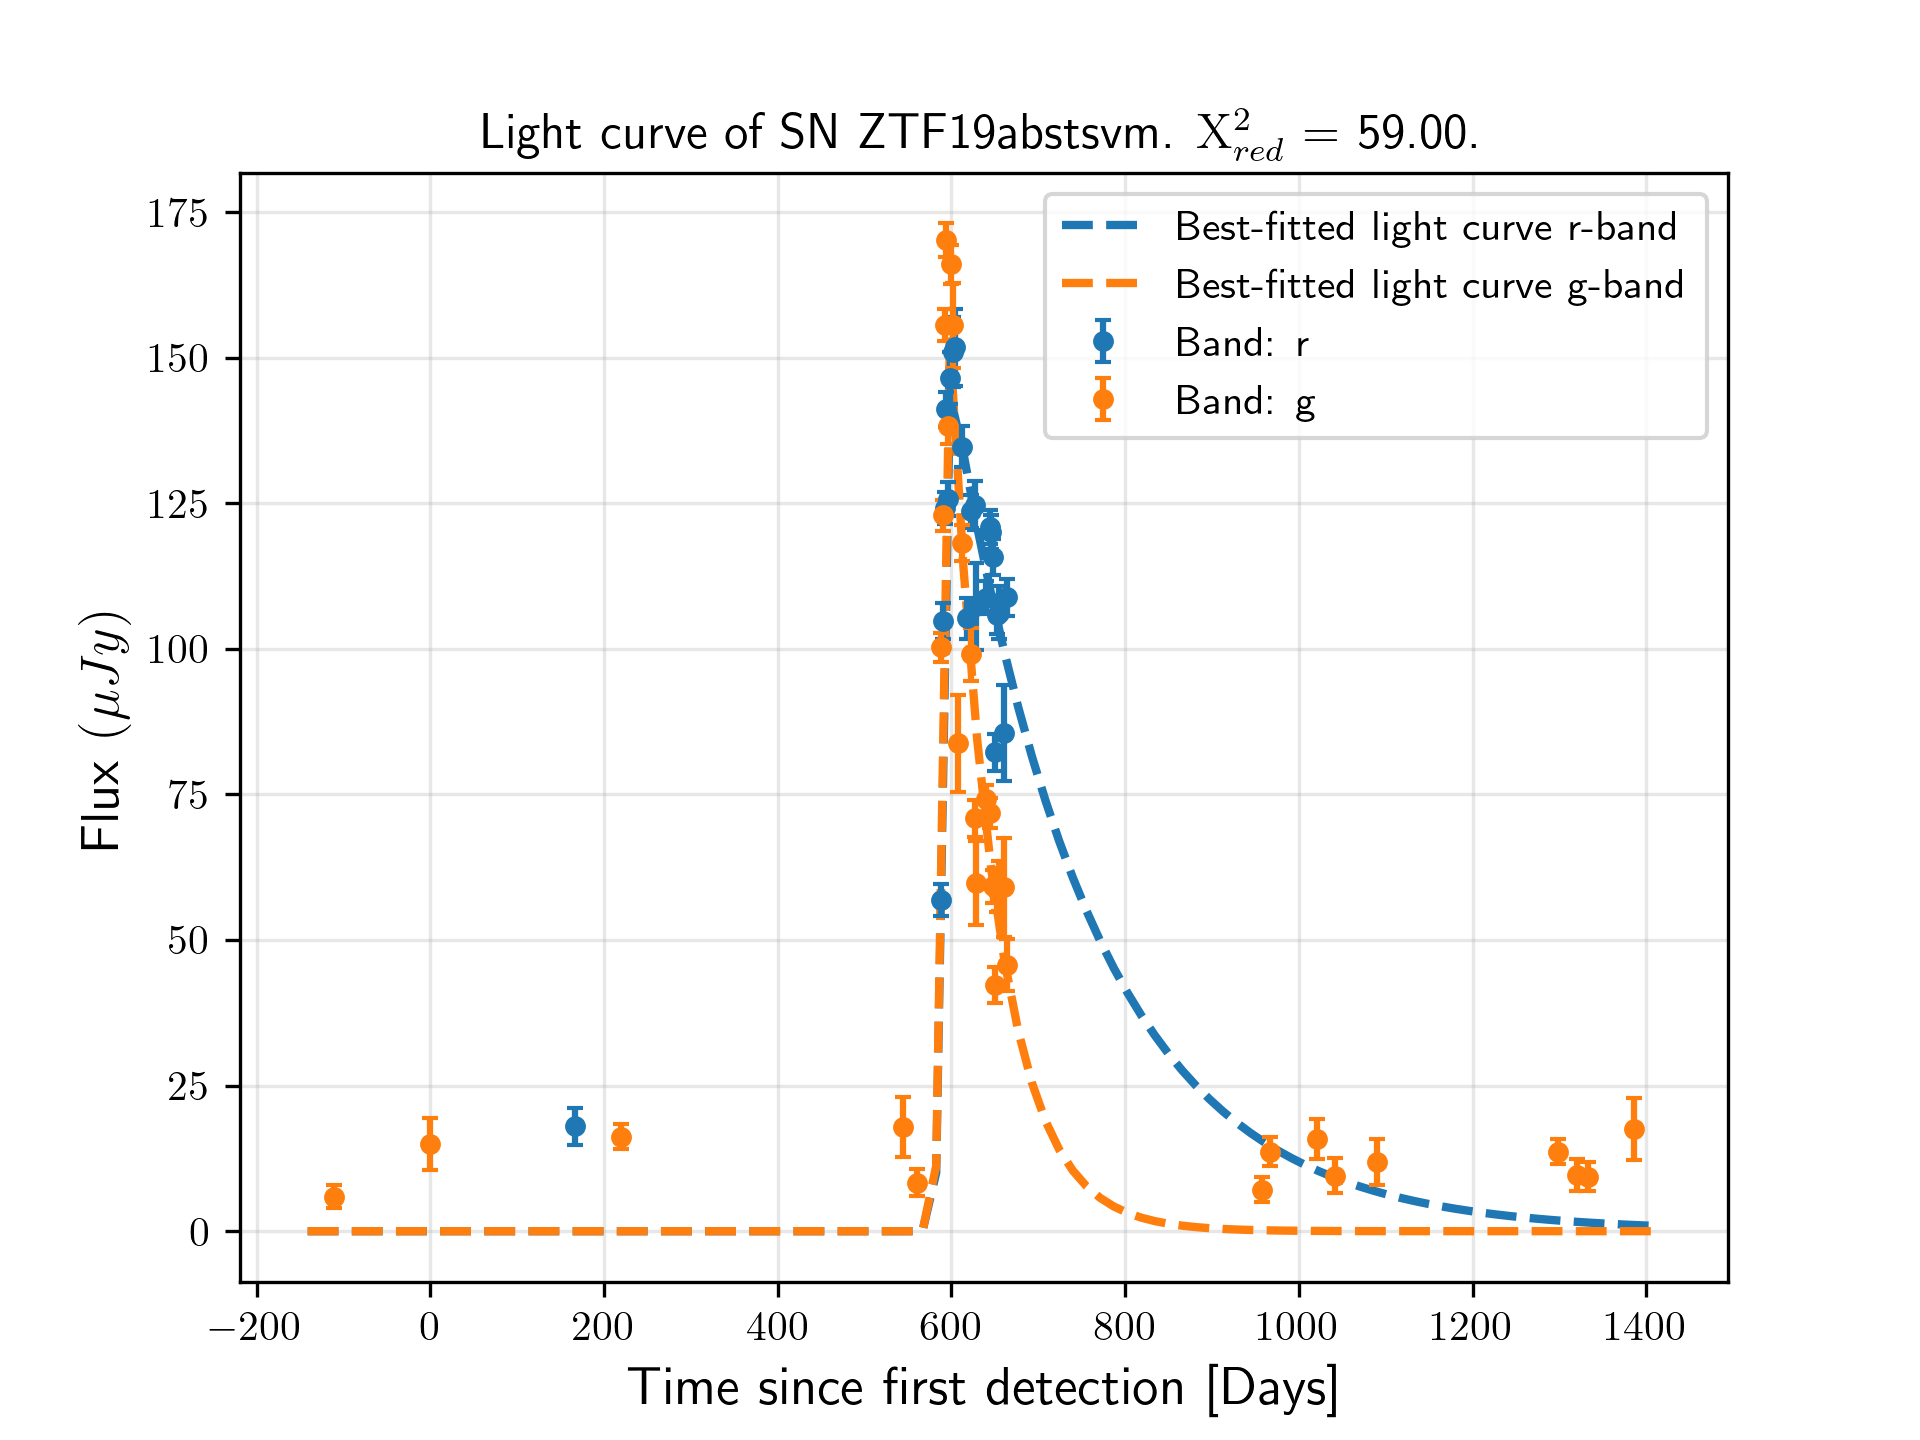 Light curve of SN ZTF19abstsvm. X²_red = 59.00.
Best-fitted light curve r-band
Best-fitted light curve g-band
Band: r
Band: g
Flux (μJy)
175
150
125
100
75
50
25
0
−200 0 200 400 600 800 1000 1200 1400
Time since first detection [Days]